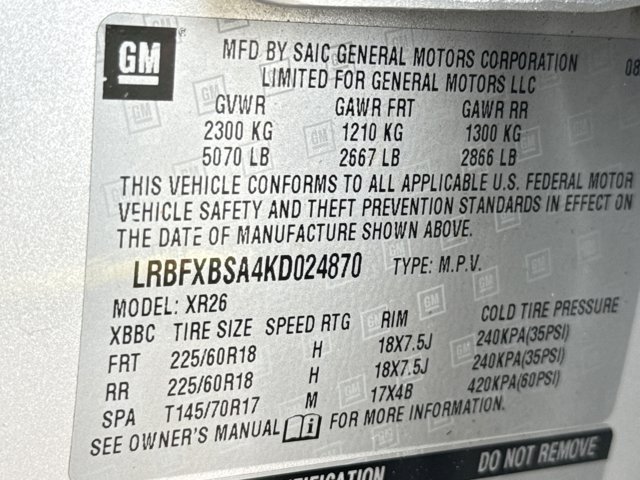 GM
MFD BY SAIC GENERAL MOTORS CORPORATION 08
LIMITED FOR GENERAL MOTORS LLC
GVWR GAWR FRT GAWR RR
2300 KG 1210 KG 1300 KG
5070 LB 2667 LB 2866 LB
THIS VEHICLE CONFORMS TO ALL APPLICABLE U.S. FEDERAL MOTOR
VEHICLE SAFETY AND THEFT PREVENTION STANDARDS IN EFFECT ON
THE DATE OF MANUFACTURE SHOWN ABOVE.
LRBFXBSA4KD024870 TYPE: M.P.V.
MODEL: XR26
XBBC TIRE SIZE SPEED RTG RIM COLD TIRE PRESSURE
FRT 225/60R18 H 18X7.5J 240KPA(35PSI)
RR 225/60R18 H 18X7.5J 240KPA(35PSI)
SPA T145/70R17 M 17X4B 420KPA(60PSI)
SEE OWNER'S MANUAL FOR MORE INFORMATION.
DO NOT REMOVE